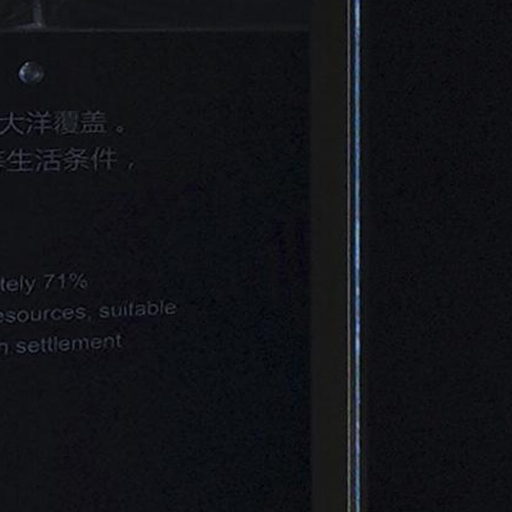 大洋覆盖。
生活条件，
tely 71%
esources, suitable
n settlement